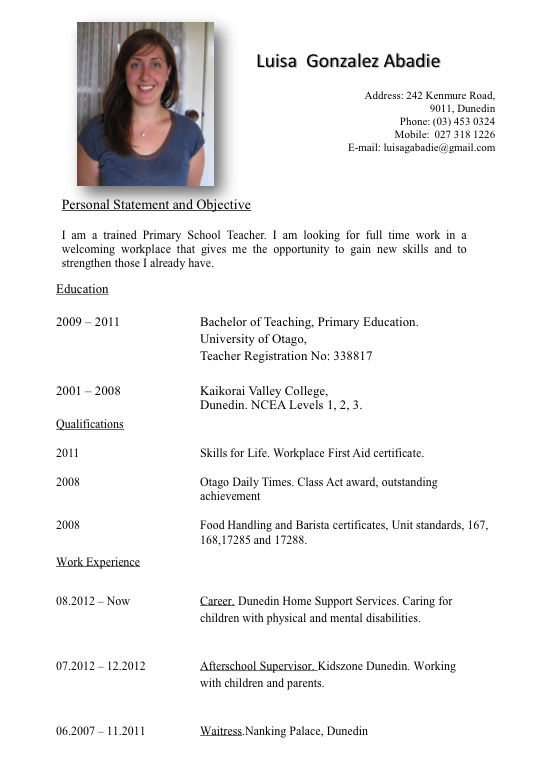 Luisa Gonzalez Abadie
Address: 242 Kenmure Road,
9011, Dunedin
Phone: (03) 453 0324
Mobile: 027 318 1226
E-mail: luisagabadie@gmail.com
Personal Statement and Objective
I am a trained Primary School Teacher. I am looking for full time work in a
welcoming workplace that gives me the opportunity to gain new skills and to
strengthen those I already have.
Education
2009 – 2011 Bachelor of Teaching, Primary Education.
University of Otago,
Teacher Registration No: 338817
2001 – 2008 Kaikorai Valley College,
Dunedin. NCEA Levels 1, 2, 3.
Qualifications
2011 Skills for Life. Workplace First Aid certificate.
2008 Otago Daily Times. Class Act award, outstanding
achievement
2008 Food Handling and Barista certificates, Unit standards, 167,
168,17285 and 17288.
Work Experience
08.2012 – Now Career. Dunedin Home Support Services. Caring for
children with physical and mental disabilities.
07.2012 – 12.2012 Afterschool Supervisor. Kidszone Dunedin. Working
with children and parents.
06.2007 – 11.2011 Waitress.Nanking Palace, Dunedin